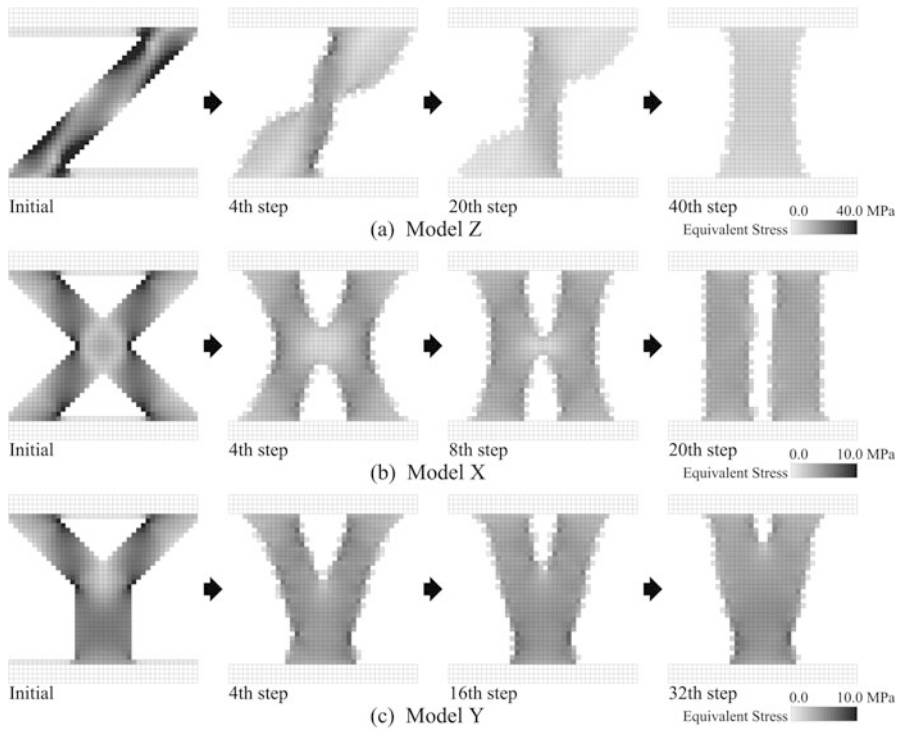 Initial
4th step
20th step
40th step
0.0 40.0 MPa
Equivalent Stress
(a) Model Z
Initial
4th step
8th step
20th step
0.0 10.0 MPa
Equivalent Stress
(b) Model X
Initial
4th step
16th step
32th step
0.0 10.0 MPa
Equivalent Stress
(c) Model Y